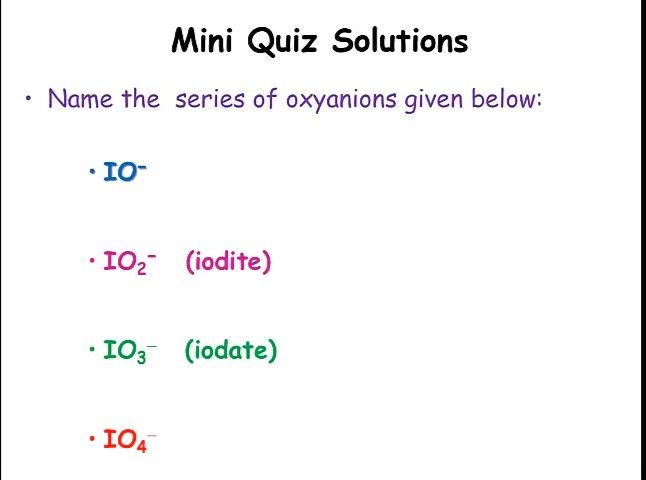 Mini Quiz Solutions
• Name the series of oxyanions given below:
• IO⁻
• IO₂⁻ (iodite)
• IO₃⁻ (iodate)
• IO₄⁻